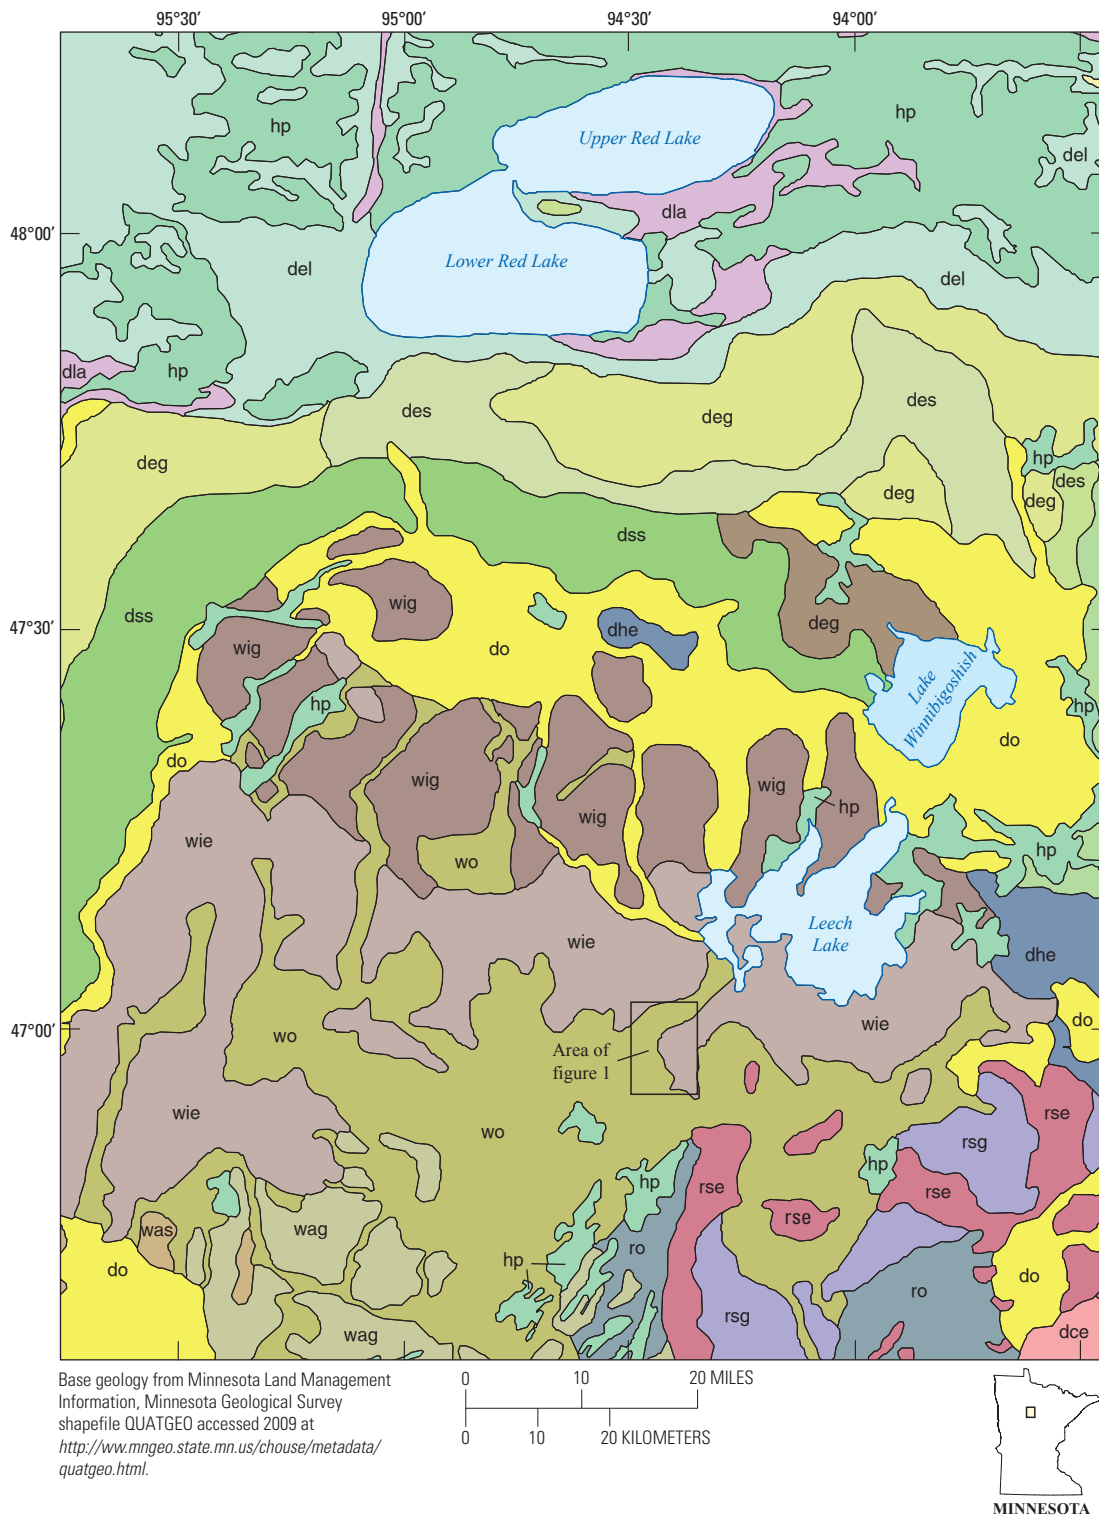 95°30′ 95°00′ 94°30′ 94°00′
hp
Upper Red Lake
hp
del
dla
48°00′
del
Lower Red Lake
del
dla
hp
des
deg
des
deg
hp
des
deg
deg
dss
dss
47°30′
wig
wig
dhe
deg
do
Lake
Winnibigoshish
hp
hp
do
do
wig
wig
wig
hp
wie
wo
hp
Leech
Lake
wie
dhe
do
47°00′
wo
wie
Area of
figure 1
wie
wo
rse
rsg
hp
hp
rse
rse
rse
was
wag
ro
hp
do
do
ro
rsg
wag
dce
Base geology from Minnesota Land Management
Information, Minnesota Geological Survey
shapefile QUATGEO accessed 2009 at
http://ww.mngeo.state.mn.us/chouse/metadata/
quatgeo.html.
0 10 20 MILES
0 10 20 KILOMETERS
MINNESOTA